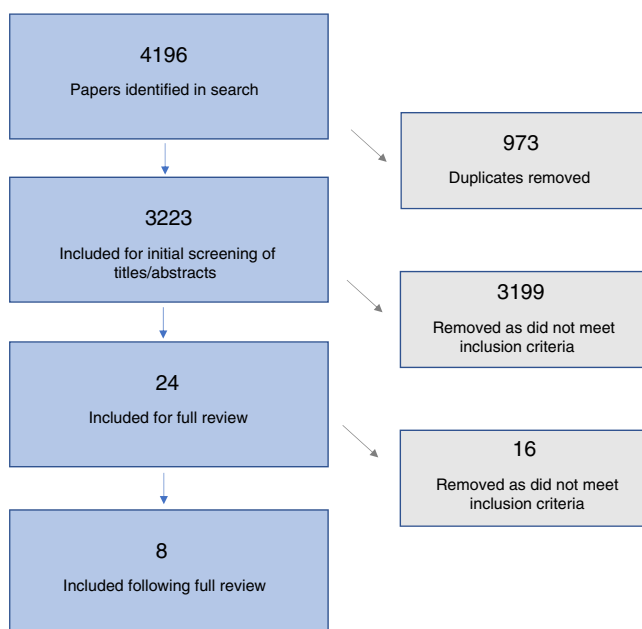 4196
Papers identified in search
973
Duplicates removed
3223
Included for initial screening of
titles/abstracts
3199
Removed as did not meet
inclusion criteria
24
Included for full review
16
Removed as did not meet
inclusion criteria
8
Included following full review